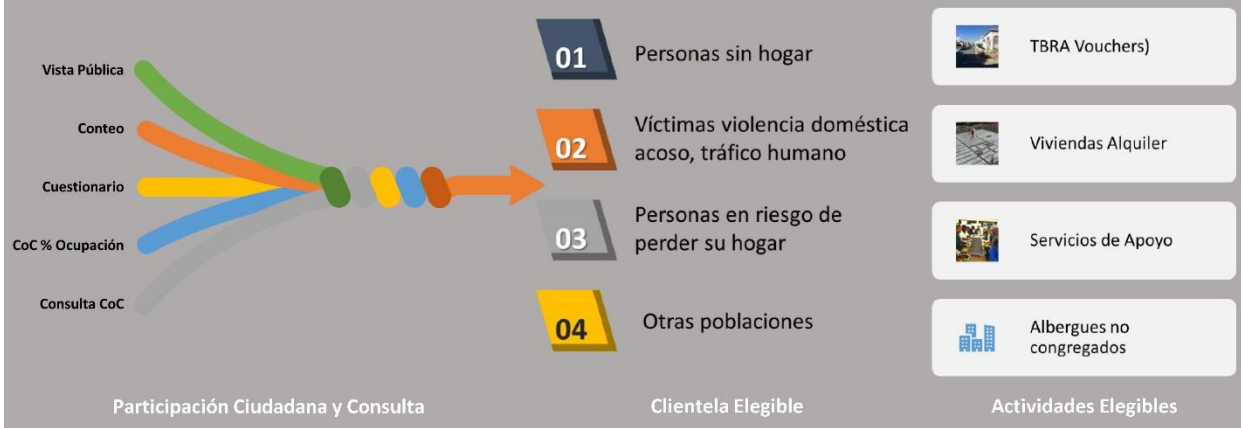 Vista Pública
Conteo
Cuestionario
CoC % Ocupación
Consulta CoC
Participación Ciudadana y Consulta
01
Personas sin hogar
02
Víctimas violencia doméstica
acoso, tráfico humano
03
Personas en riesgo de
perder su hogar
04
Otras poblaciones
Clientela Elegible
TBRA Vouchers)
Viviendas Alquiler
Servicios de Apoyo
Albergues no
congregados
Actividades Elegibles